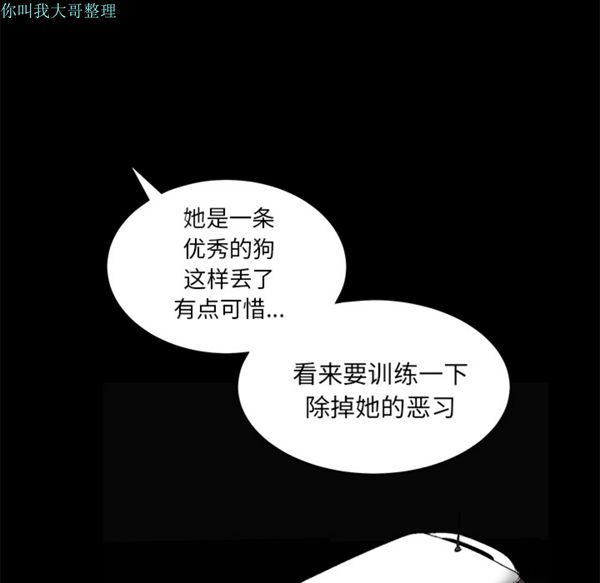 你叫我大哥整理
她是一条
优秀的狗
这样丢了
有点可惜...
看来要训练一下
除掉她的恶习